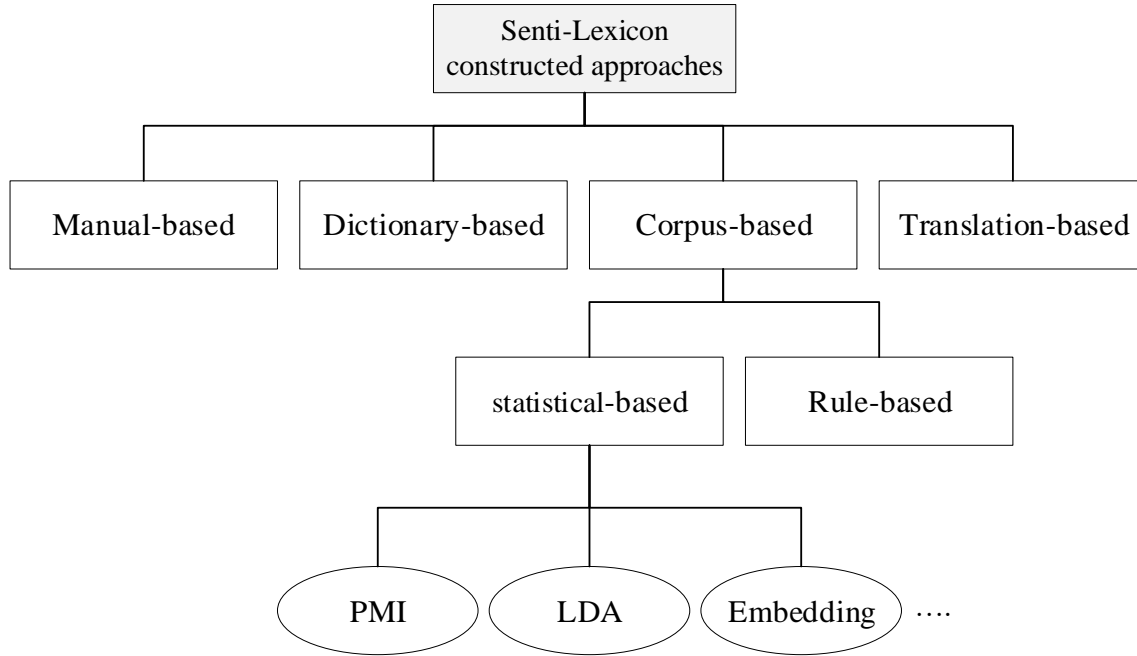 Senti-Lexicon
constructed approaches
Manual-based
Dictionary-based
Corpus-based
Translation-based
statistical-based
Rule-based
PMI
LDA
Embedding
....